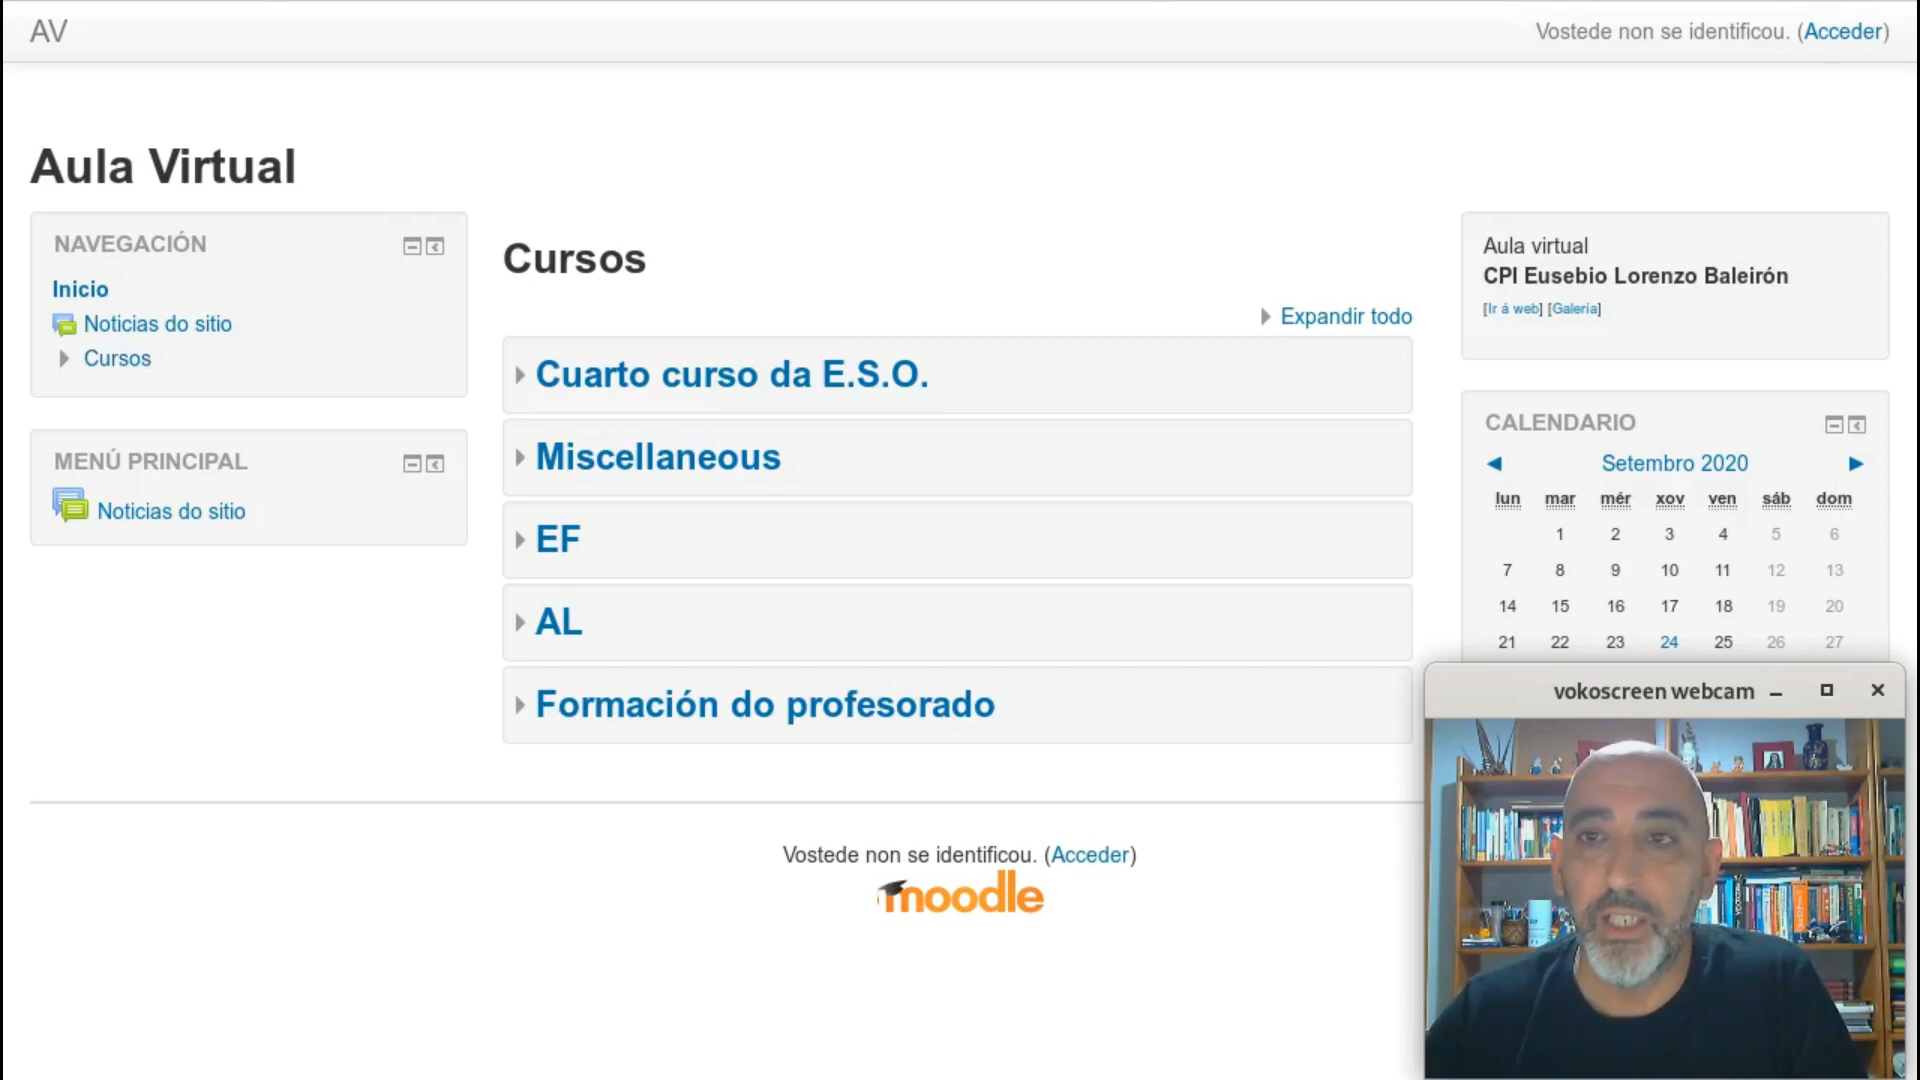 AV
Vostede non se identificou. (Acceder)
Aula Virtual
NAVEGACIÓN
Inicio
Noticias do sitio
Cursos
MENÚ PRINCIPAL
Noticias do sitio
Cursos
Expandir todo
Cuarto curso da E.S.O.
Miscellaneous
EF
AL
Formación do profesorado
Aula virtual
CPI Eusebio Lorenzo Baleirón
[Ir á web] [Galería]
CALENDARIO
Setembro 2020
lun mar mér xov ven sáb dom
1 2 3 4 5 6
7 8 9 10 11 12 13
14 15 16 17 18 19 20
21 22 23 24 25 26 27
vokoscreen webcam
Vostede non se identificou. (Acceder)
moodle